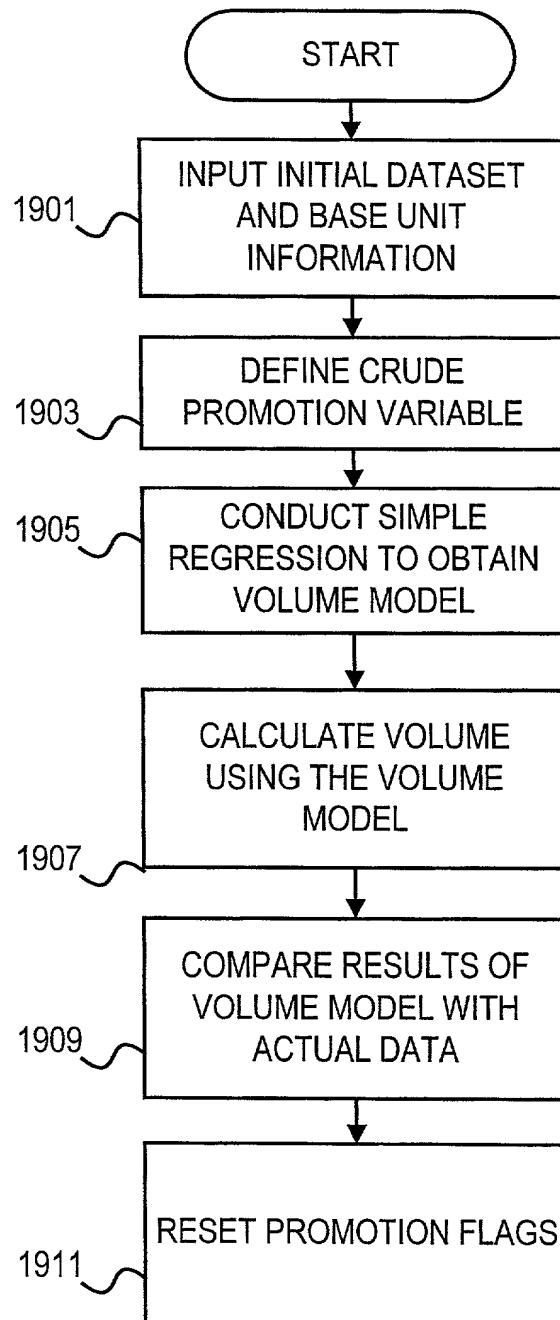 START
1901
INPUT INITIAL DATASET
AND BASE UNIT
INFORMATION
1903
DEFINE CRUDE
PROMOTION VARIABLE
1905
CONDUCT SIMPLE
REGRESSION TO OBTAIN
VOLUME MODEL
1907
CALCULATE VOLUME
USING THE VOLUME
MODEL
1909
COMPARE RESULTS OF
VOLUME MODEL WITH
ACTUAL DATA
1911
RESET PROMOTION FLAGS